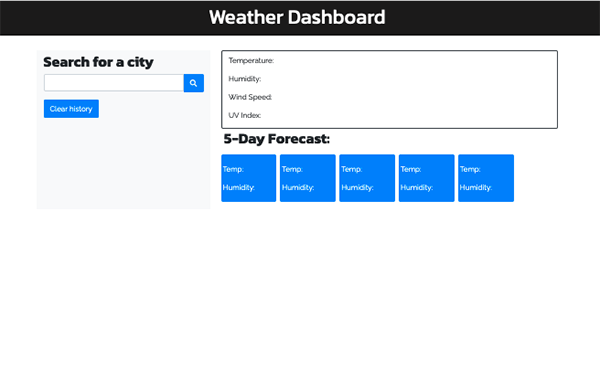 Weather Dashboard
Search for a city
Clear history
Temperature:
Humidity:
Wind Speed:
UV Index:
5-Day Forecast:
Temp: Temp: Temp: Temp: Temp:
Humidity: Humidity: Humidity: Humidity: Humidity: